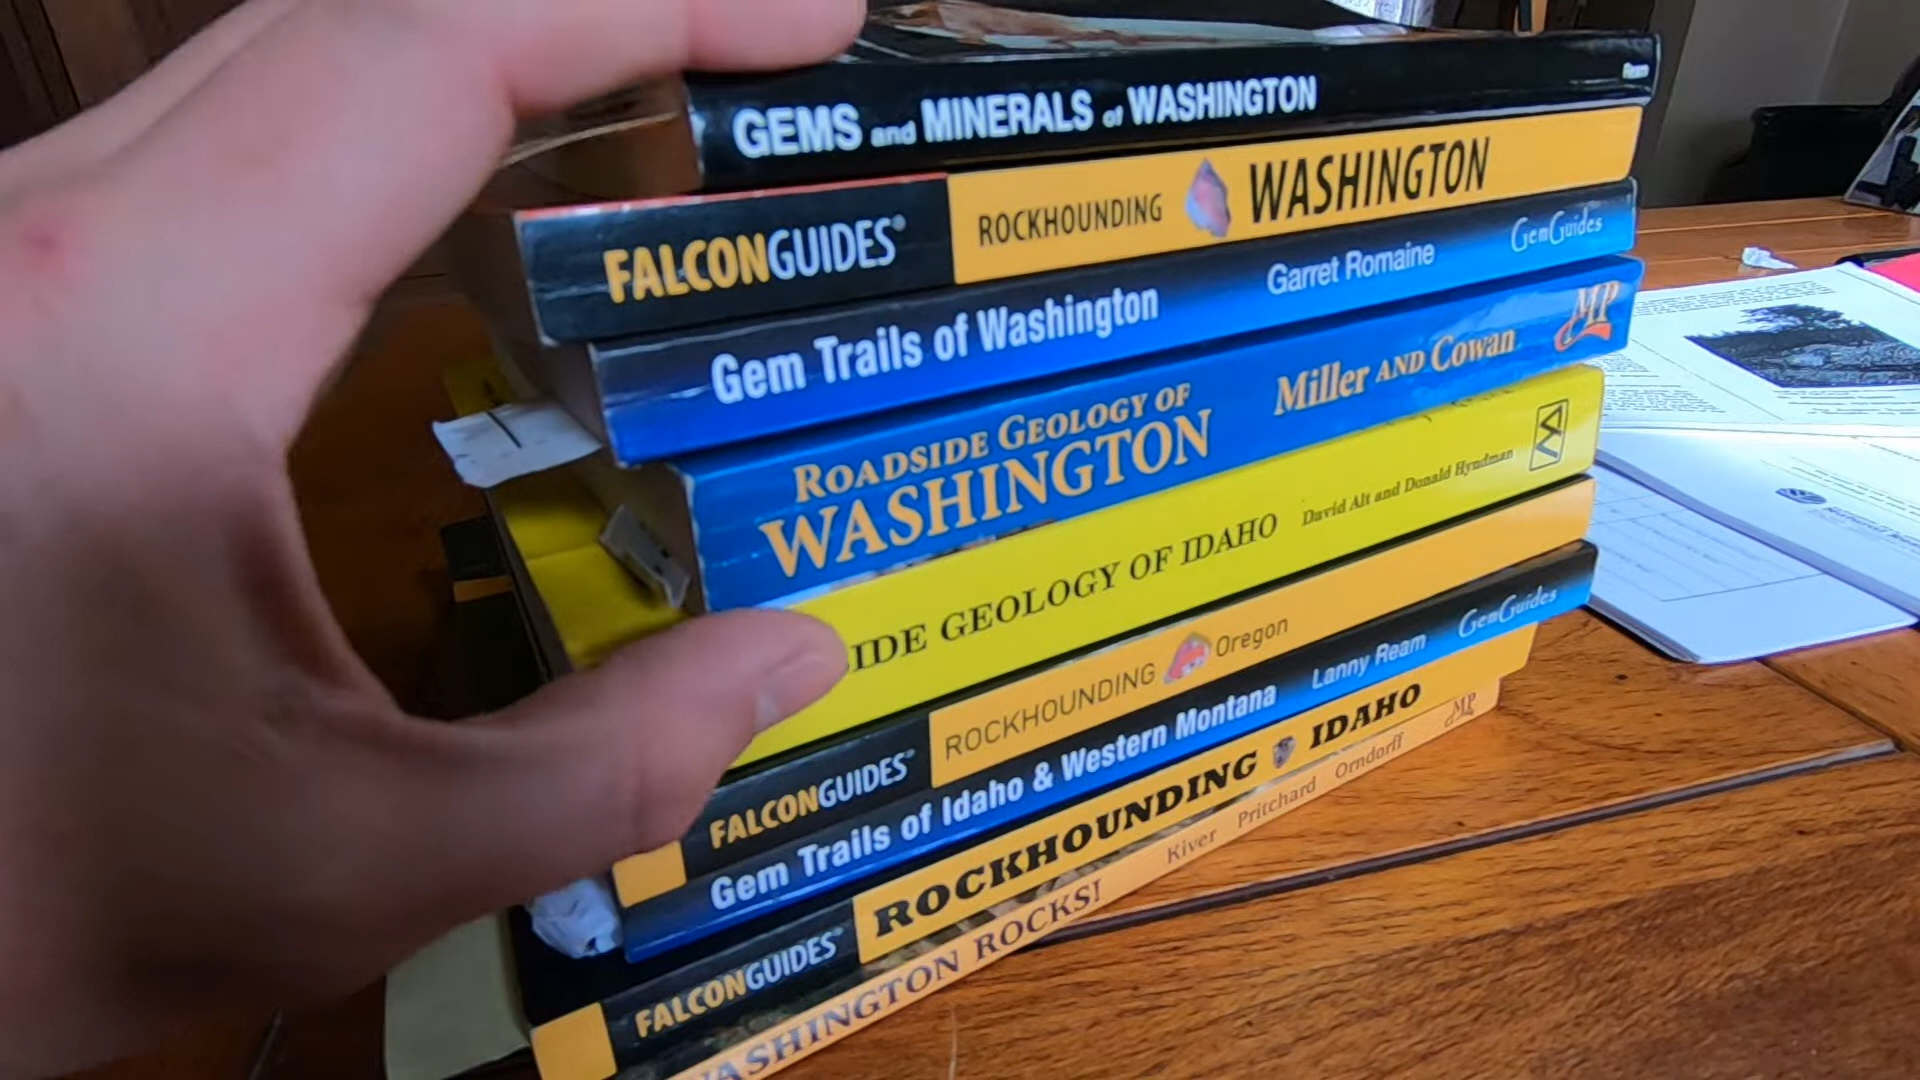 GEMS and MINERALS of WASHINGTON Ream
FALCONGUIDES® ROCKHOUNDING WASHINGTON
Gem Trails of Washington Garret Romaine GemGuides
ROADSIDE GEOLOGY OF
WASHINGTON Miller AND Cowan MP
IDE GEOLOGY OF IDAHO David Alt and Donald Hyndman
FALCONGUIDES® ROCKHOUNDING Oregon
Gem Trails of Idaho & Western Montana Lanny Ream GemGuides
FALCONGUIDES® ROCKHOUNDING IDAHO
WASHINGTON ROCKS! Kiver Pritchard Orndorff MP